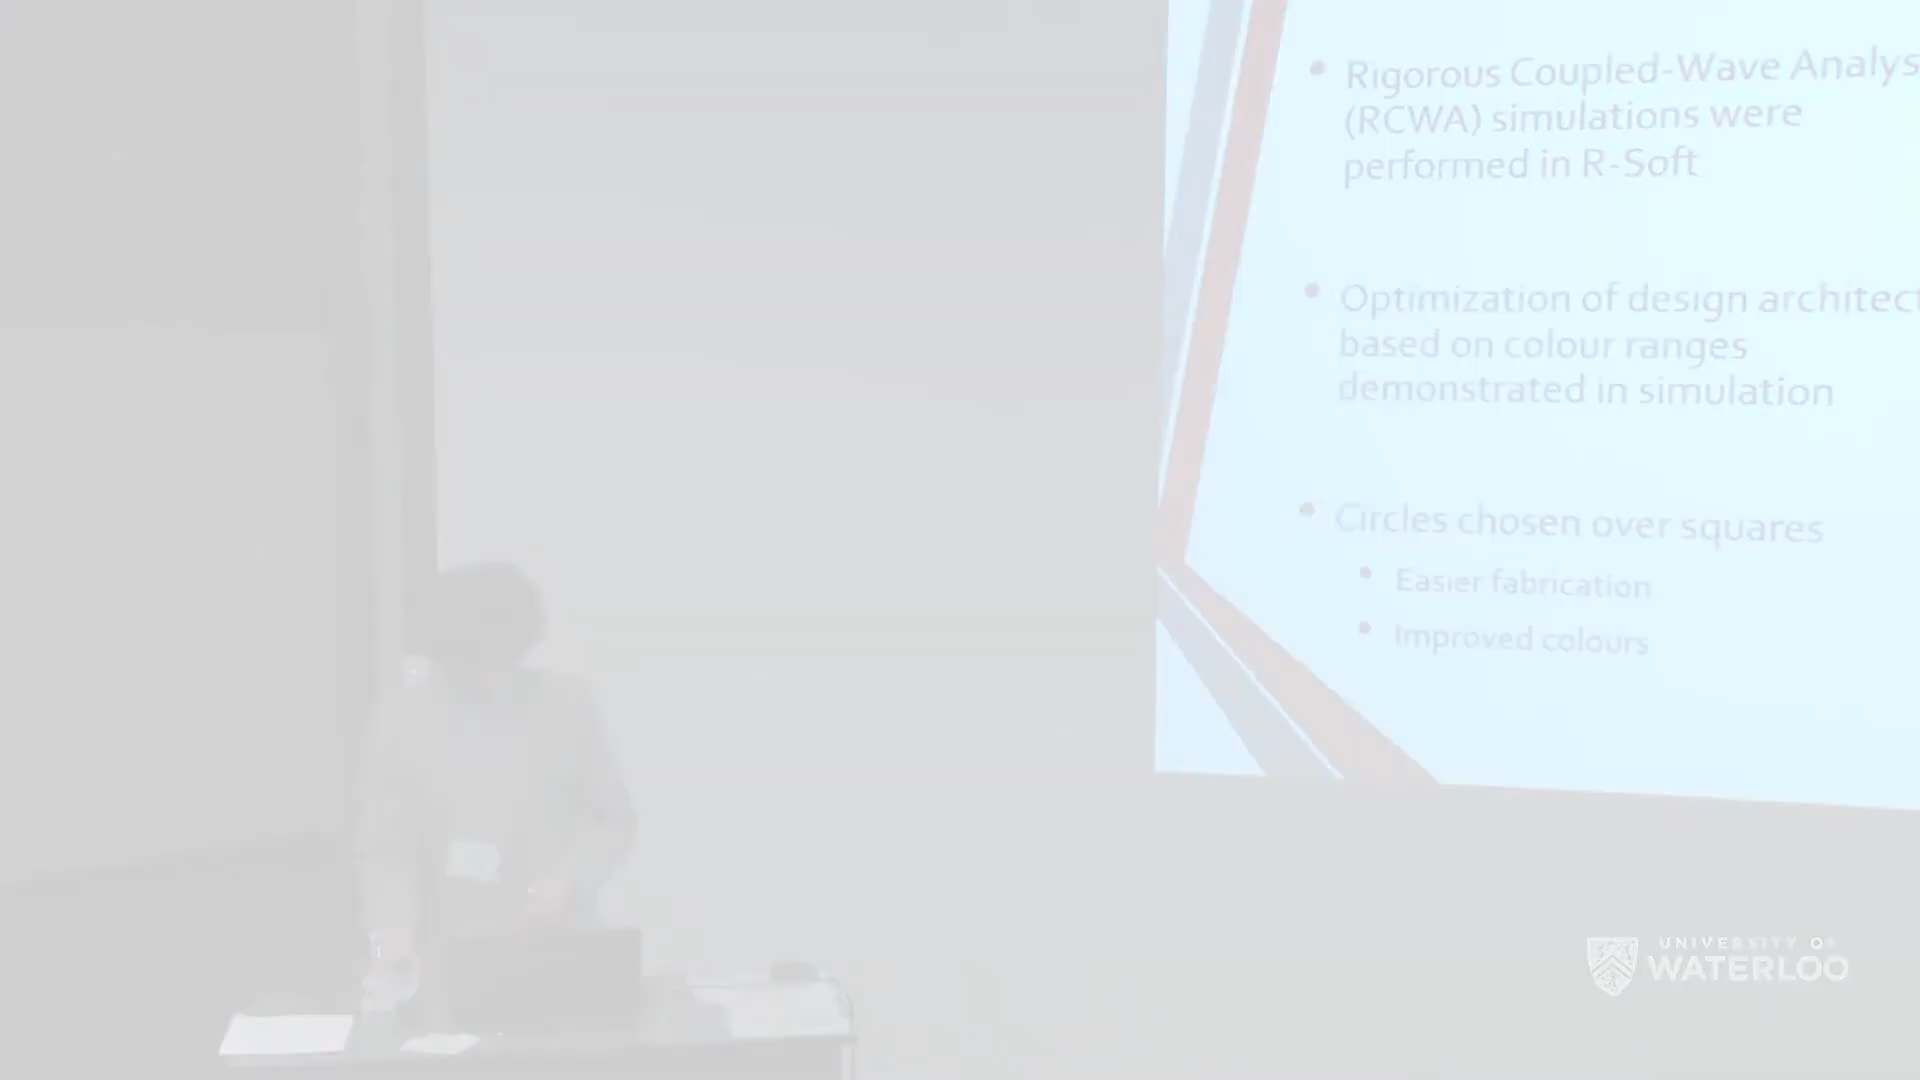 Rigorous Coupled-Wave Analys
(RCWA) simulations were
performed in R-Soft
Optimization of design architect
based on colour ranges
demonstrated in simulation
Circles chosen over squares
Easier fabrication
Improved colours
UNIVERSITY OF
WATERLOO